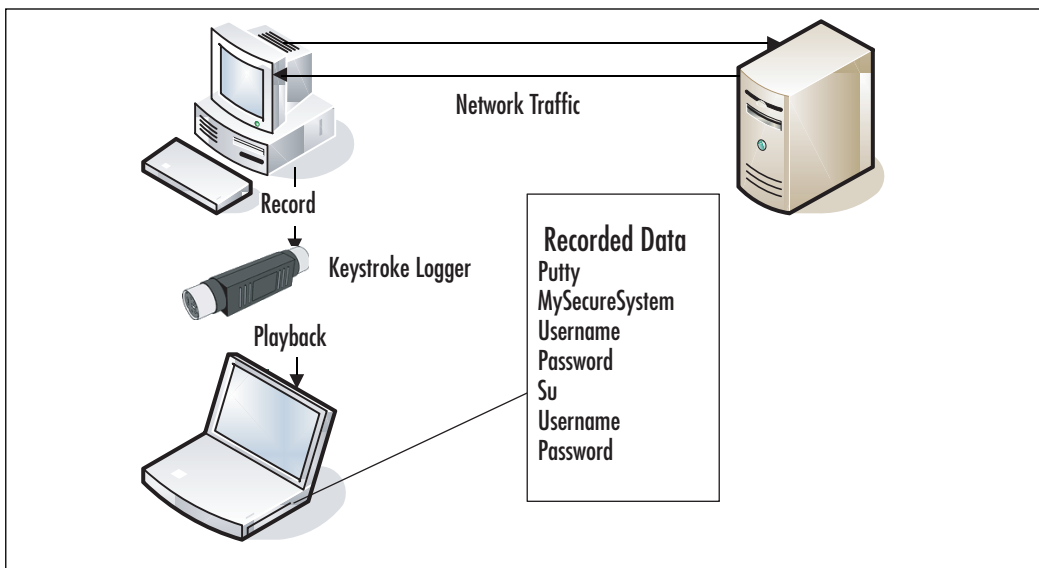 Network Traffic
Record
Keystroke Logger
Playback
Recorded Data
Putty
MySecureSystem
Username
Password
Su
Username
Password